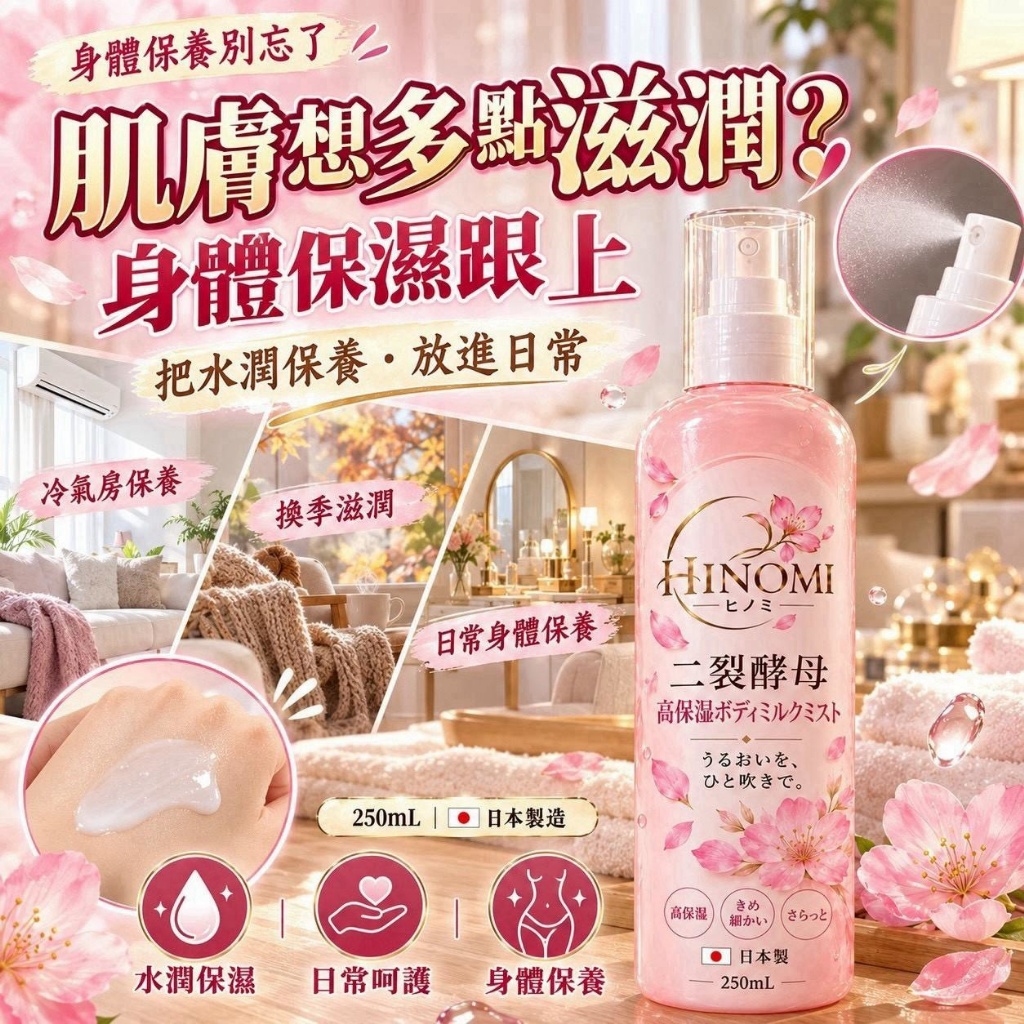 身體保養別忘了
肌膚想多點滋潤?
身體保濕跟上
把水潤保養・放進日常
冷氣房保養
換季滋潤
日常身體保養
HINOMI
ヒノミ
二裂酵母
高保湿ボディミルクミスト
うるおいを、
ひと吹きで。
高保湿
きめ
細かい
さらっと
日本製
250mL
250mL | 日本製造
水潤保濕
日常呵護
身體保養